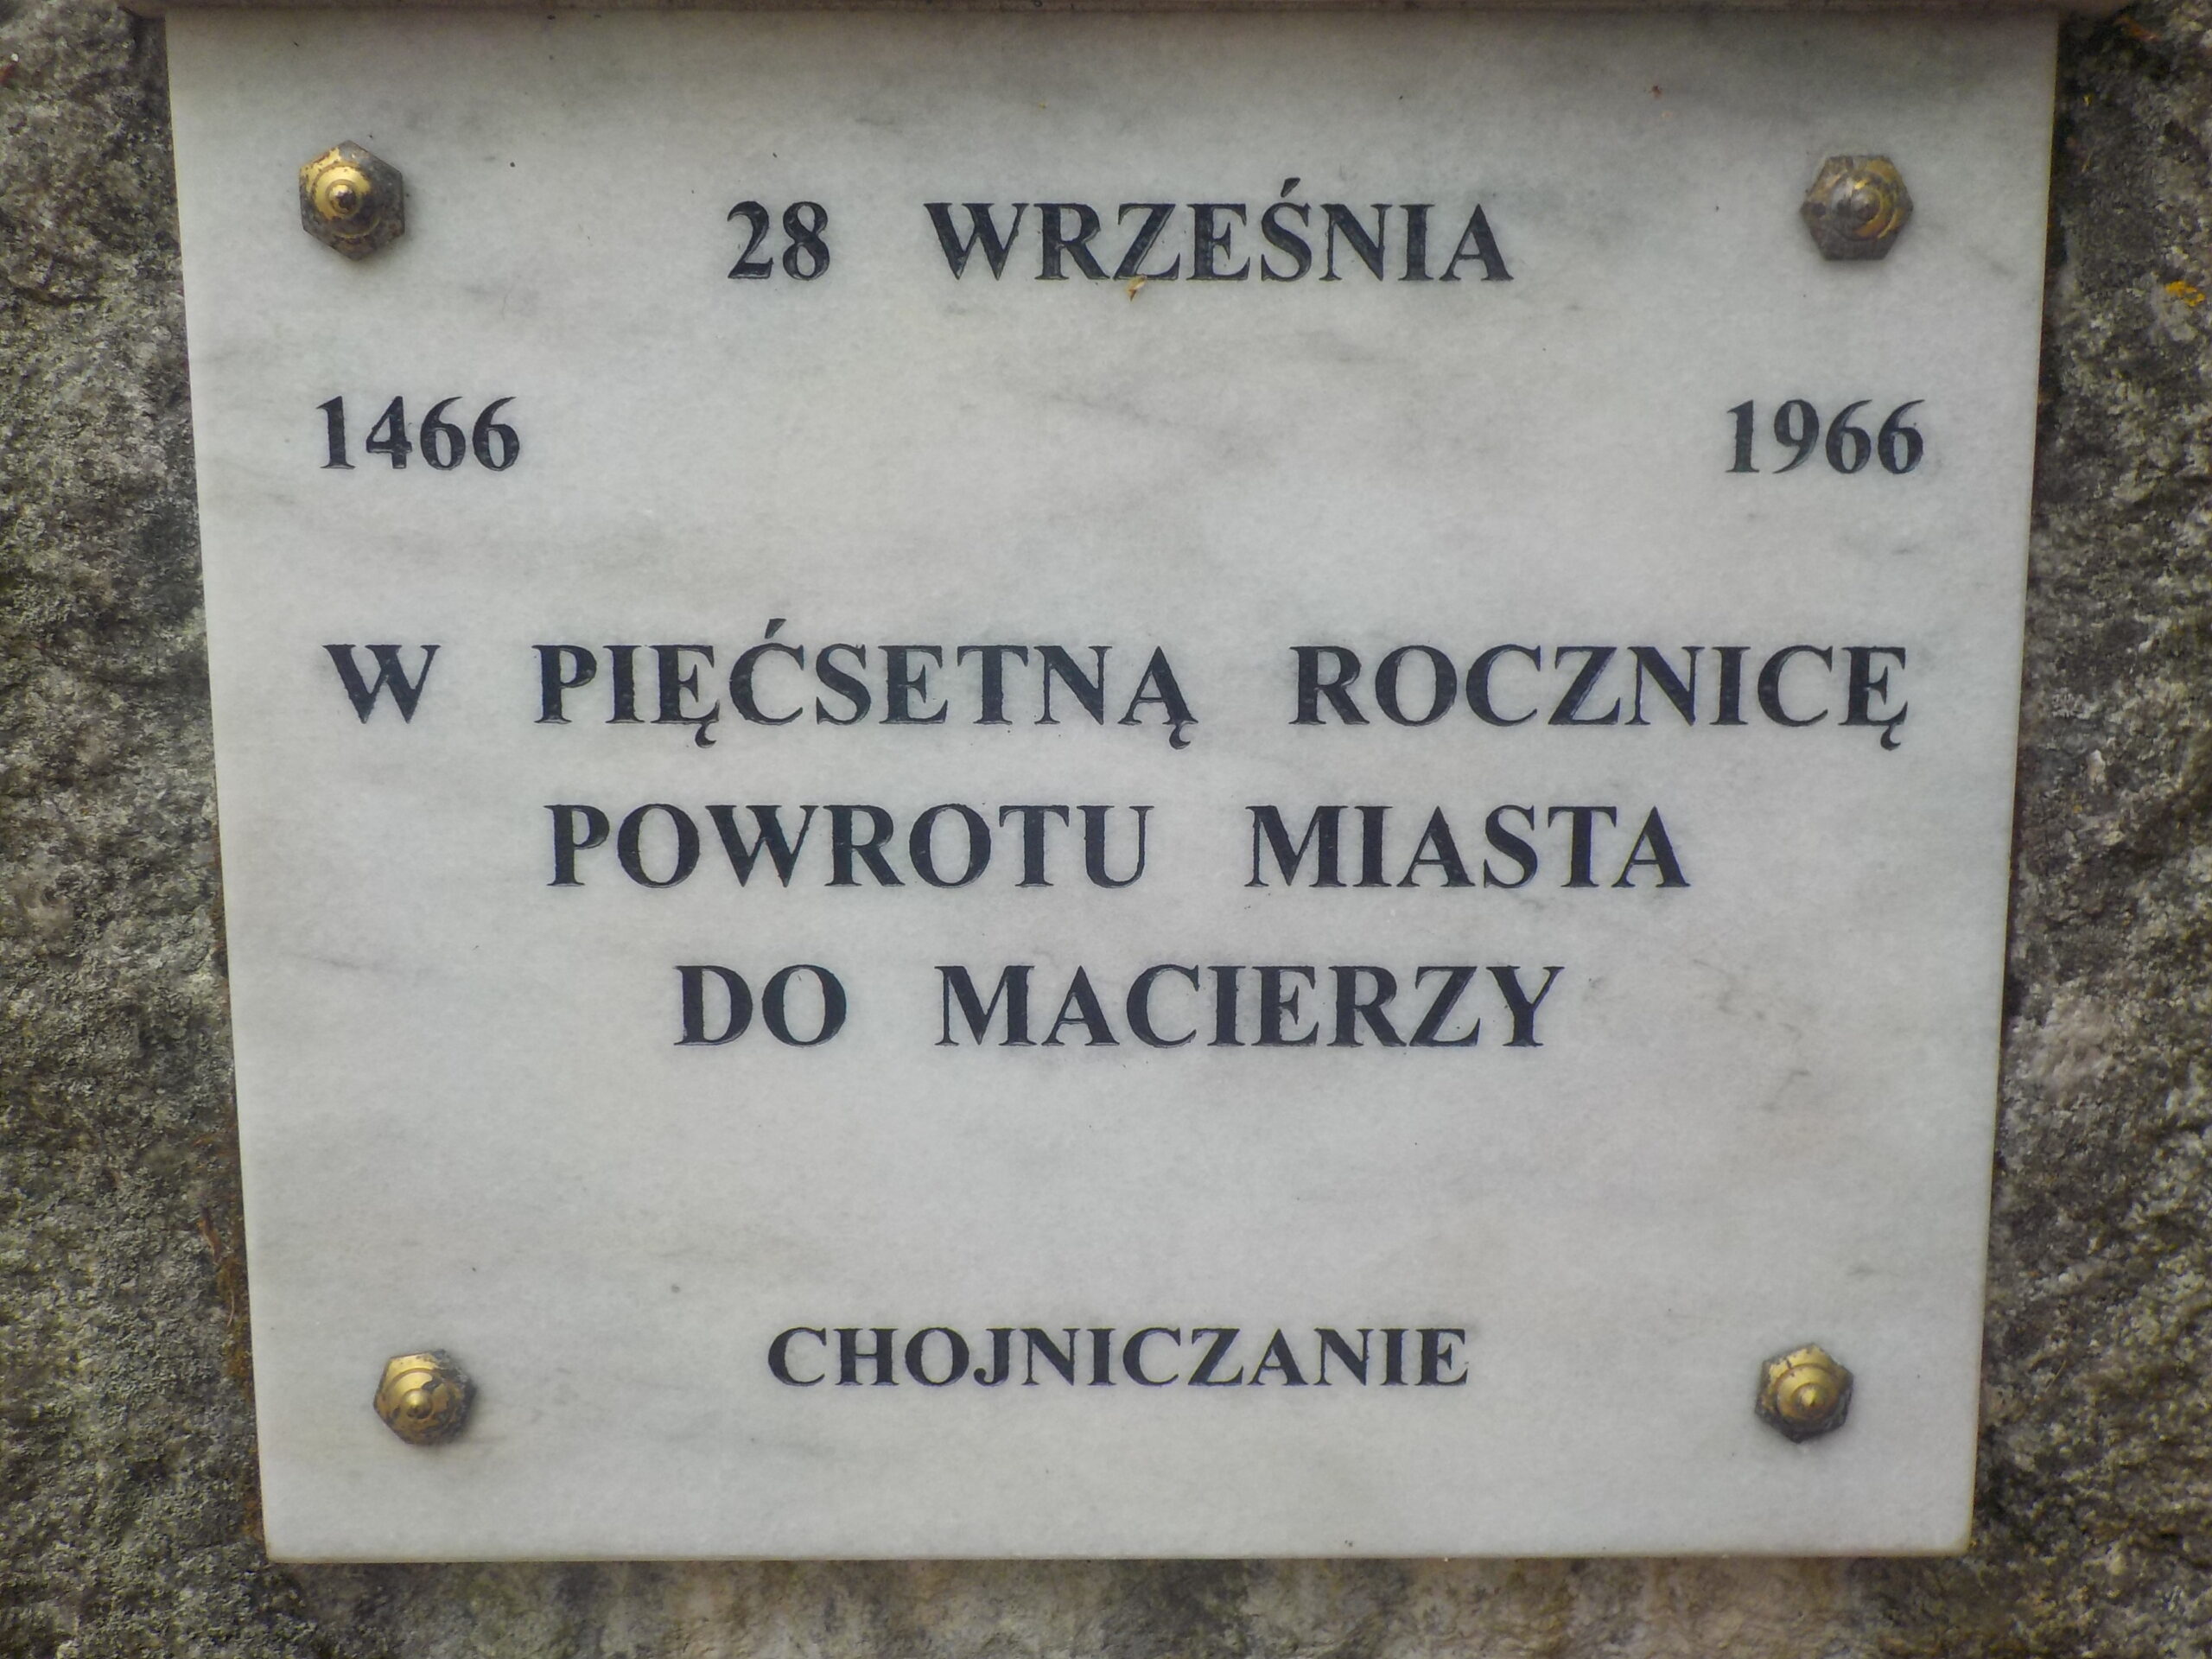 28 WRZEŚNIA
1466 1966
W PIĘĆSETNĄ ROCZNICĘ
POWROTU MIASTA
DO MACIERZY
CHOJNICZANIE